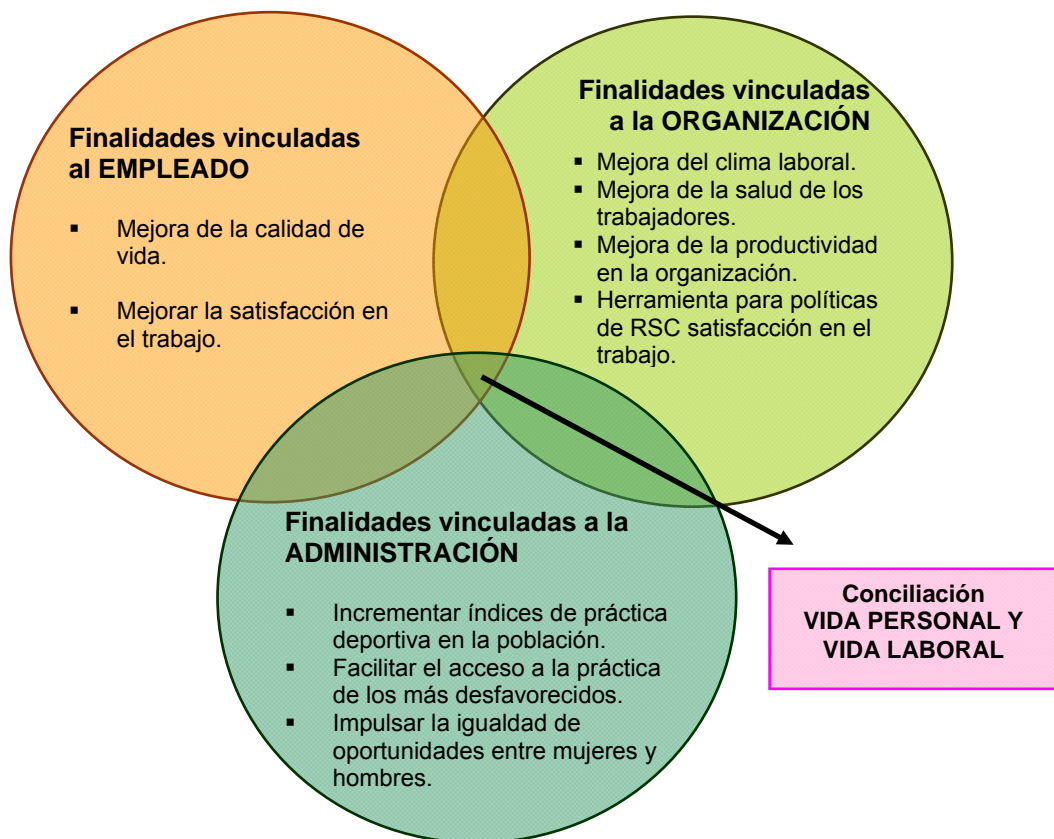 Finalidades vinculadas
al EMPLEADO
▪ Mejora de la calidad de
vida.
▪ Mejorar la satisfacción en
el trabajo.
Finalidades vinculadas
a la ORGANIZACIÓN
▪ Mejora del clima laboral.
▪ Mejora de la salud de los
trabajadores.
▪ Mejora de la productividad
en la organización.
▪ Herramienta para políticas
de RSC satisfacción en el
trabajo.
Finalidades vinculadas a la
ADMINISTRACIÓN
▪ Incrementar índices de práctica
deportiva en la población.
▪ Facilitar el acceso a la práctica
de los más desfavorecidos.
▪ Impulsar la igualdad de
oportunidades entre mujeres y
hombres.
Conciliación
VIDA PERSONAL Y
VIDA LABORAL